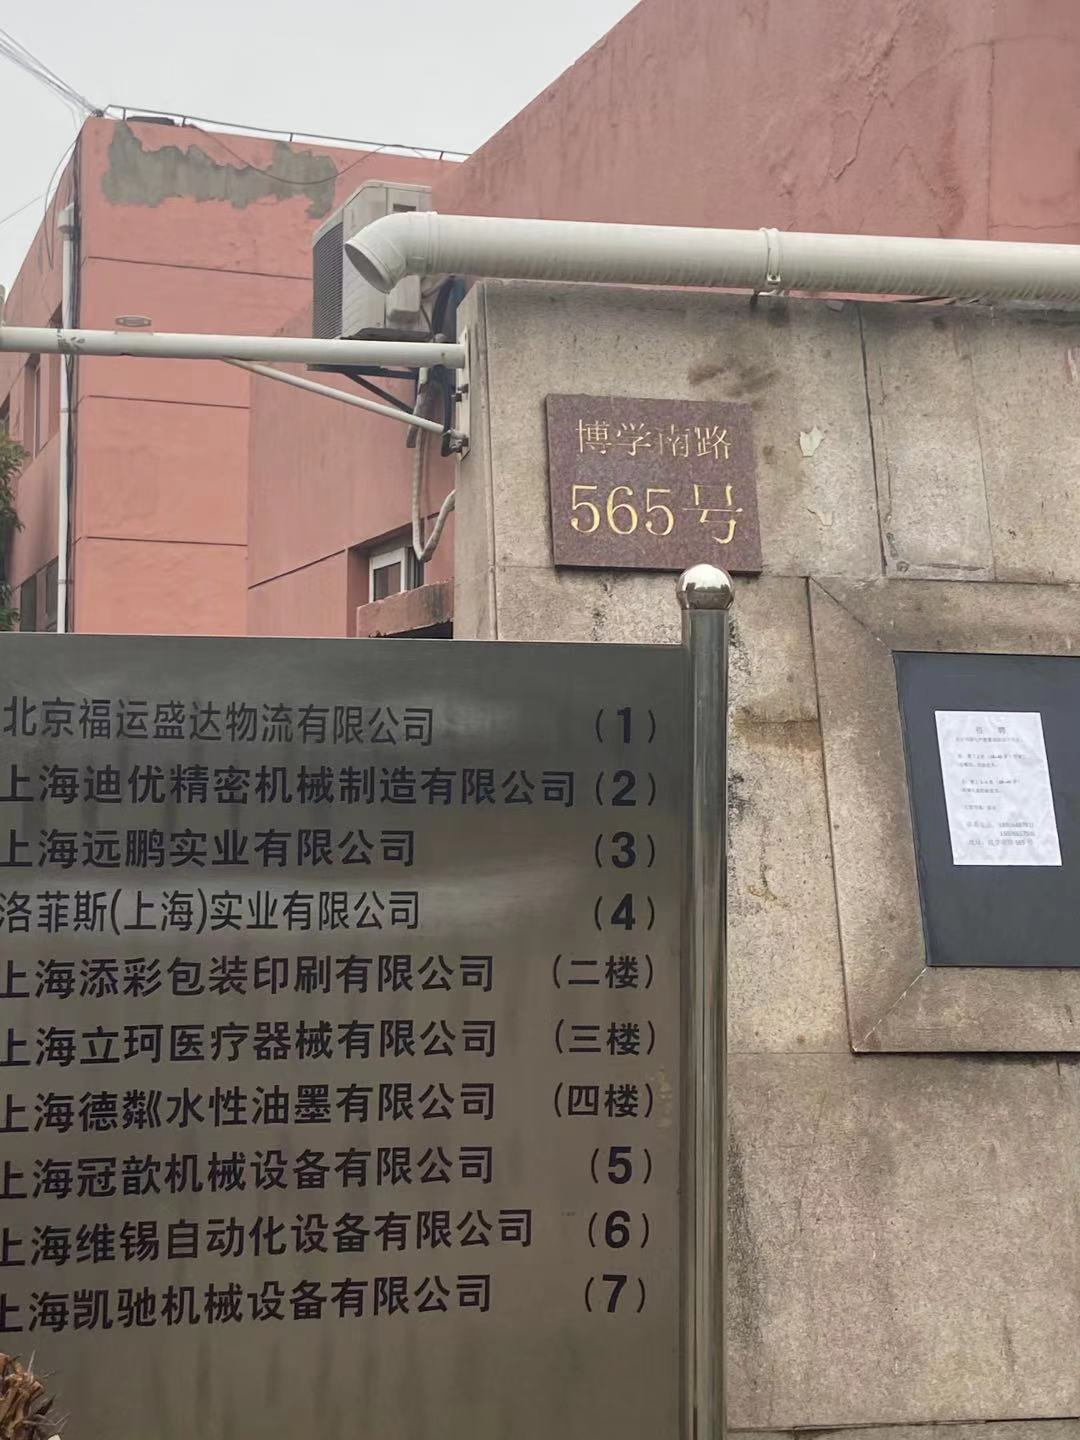 博学南路
565号
北京福运盛达物流有限公司 (1)
上海迪优精密机械制造有限公司 (2)
上海远鹏实业有限公司 (3)
洛菲斯(上海)实业有限公司 (4)
上海添彩包装印刷有限公司 (二楼)
上海立珂医疗器械有限公司 (三楼)
上海德粼水性油墨有限公司 (四楼)
上海冠歆机械设备有限公司 (5)
上海维锡自动化设备有限公司 (6)
上海凯驰机械设备有限公司 (7)
招 聘